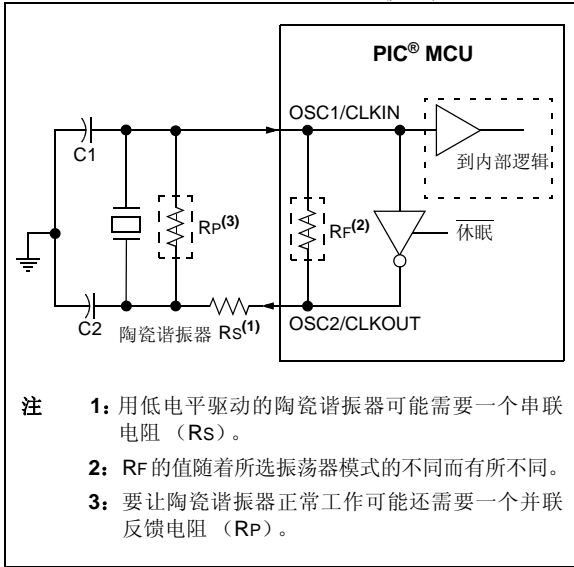 PIC® MCU
OSC1/CLKIN
C1
到内部逻辑
RP(3)
RF(2)
休眠
C2
陶瓷谐振器
RS(1)
OSC2/CLKOUT
注 1: 用低电平驱动的陶瓷谐振器可能需要一个串联
电阻 （RS）。
2: RF 的值随着所选振荡器模式的不同而有所不同。
3: 要让陶瓷谐振器正常工作可能还需要一个并联
反馈电阻 （RP）。